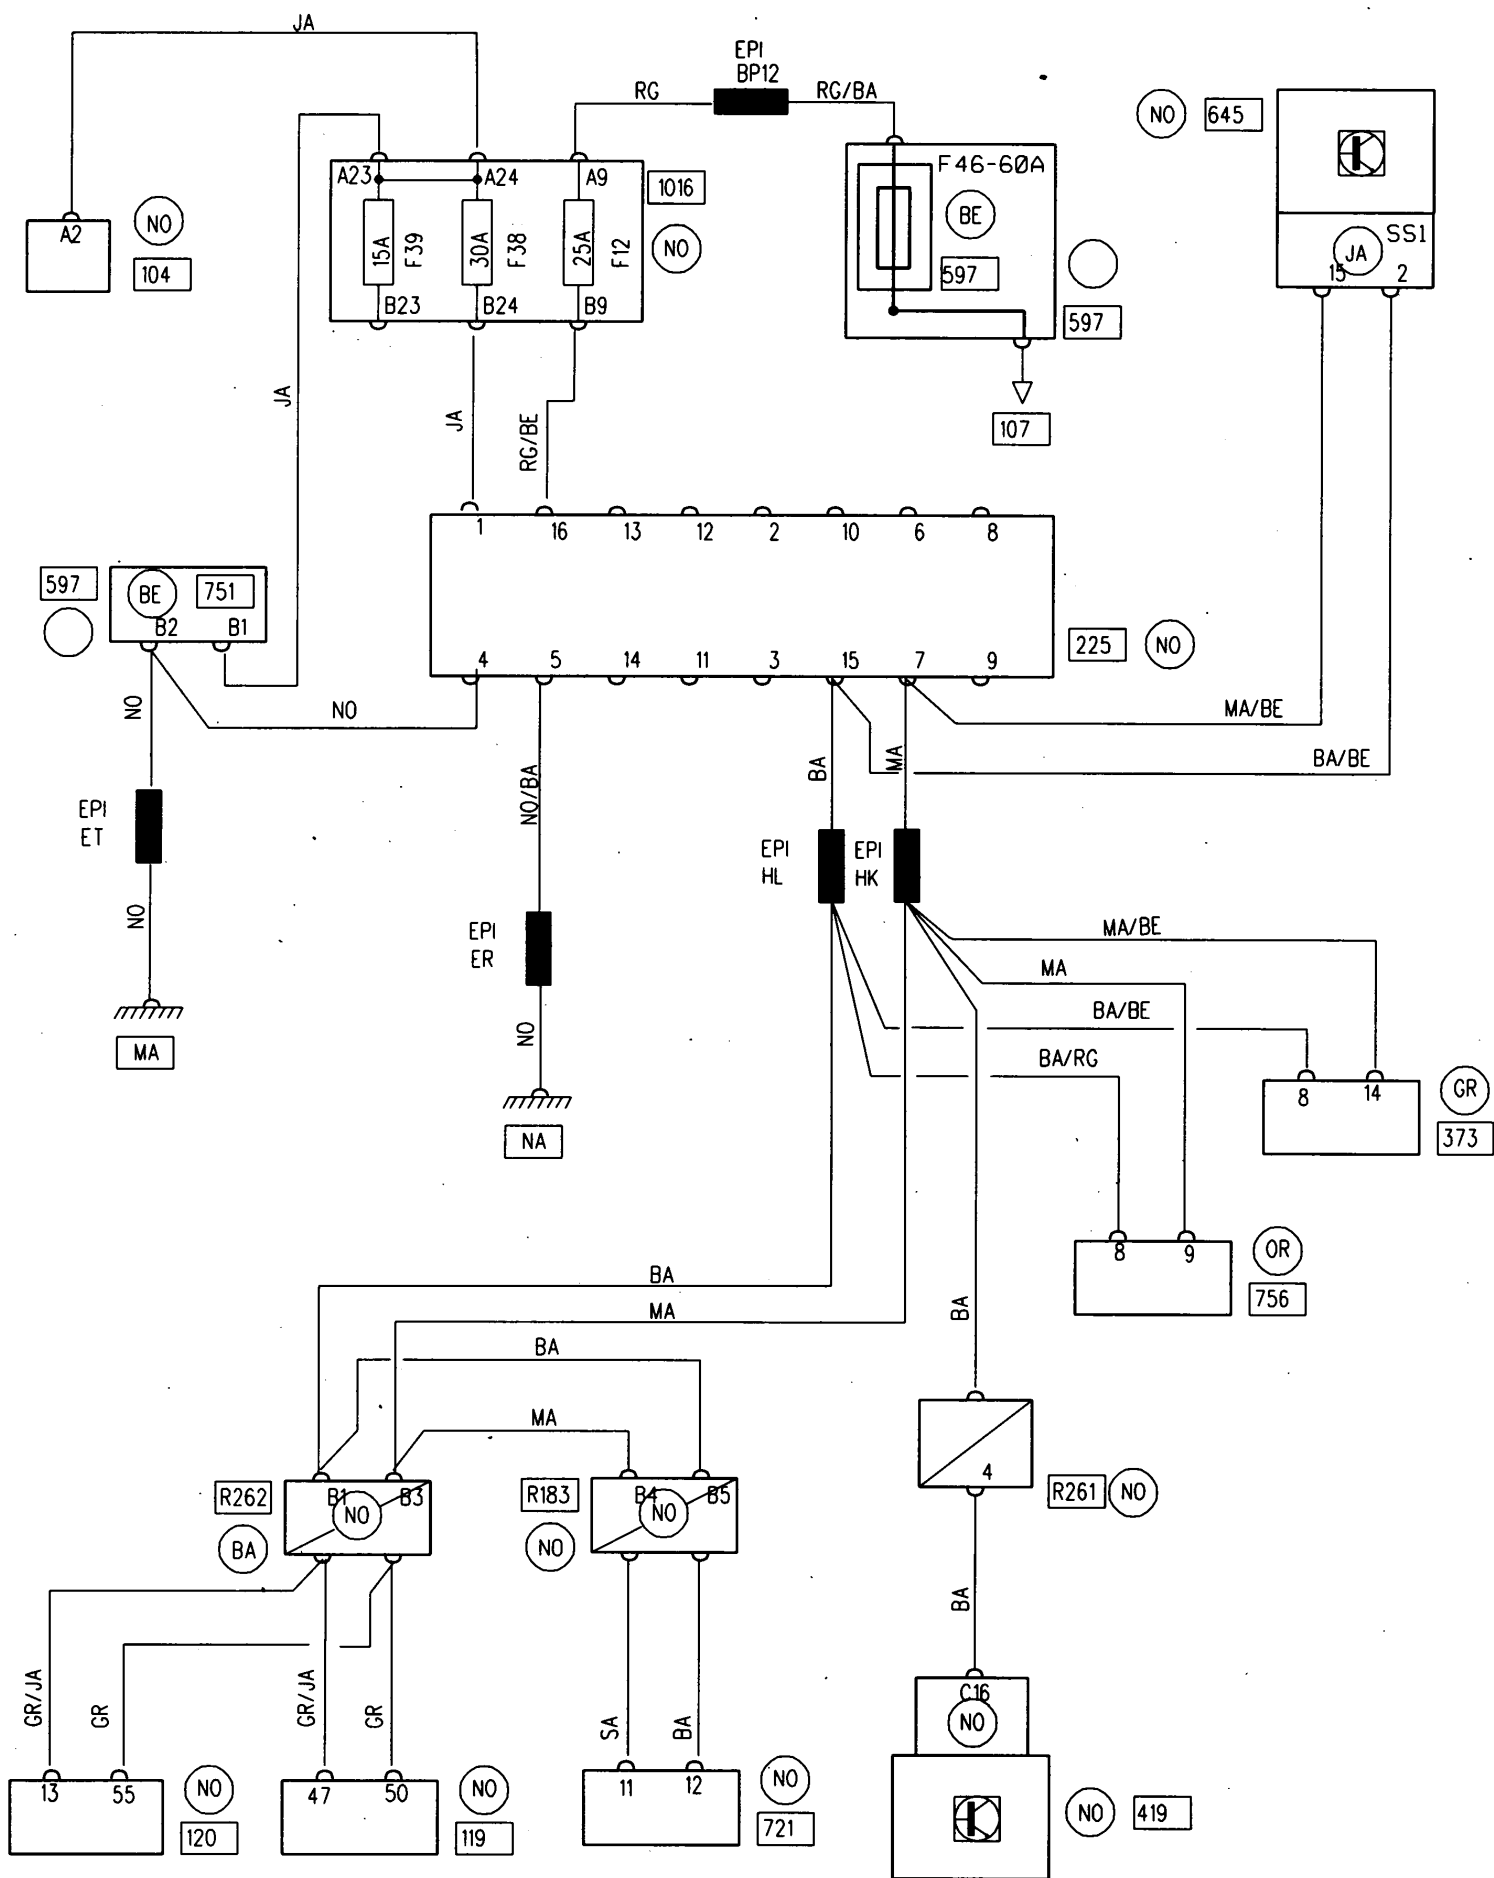 JA
EPI
BP12
RG
RG/BA
NO
645
F46-60A
A23
A24
A9
1016
BE
SS1
NO
A2
15A
F39
30A
F38
25A
F12
NO
JA
597
15
2
104
B23
B24
B9
597
JA
JA
RG/BE
107
1
16
13
12
2
10
6
8
597
BE
751
B2
B1
225
NO
4
5
14
11
3
15
7
9
NO
NO
MA/BE
BA
MA
BA/BE
NO/BA
EPI
ET
EPI
HL
EPI
HK
NO
EPI
ER
MA/BE
MA
BA/BE
NO
MA
BA/RG
NA
8
14
GR
373
8
9
OR
756
BA
MA
BA
BA
MA
4
R262
B1
B3
NO
R183
B4
B5
NO
R261
NO
BA
NO
BA
GR/JA
GR
GR/JA
GR
SA
BA
C16
NO
13
55
NO
120
47
50
NO
119
11
12
NO
721
NO
419